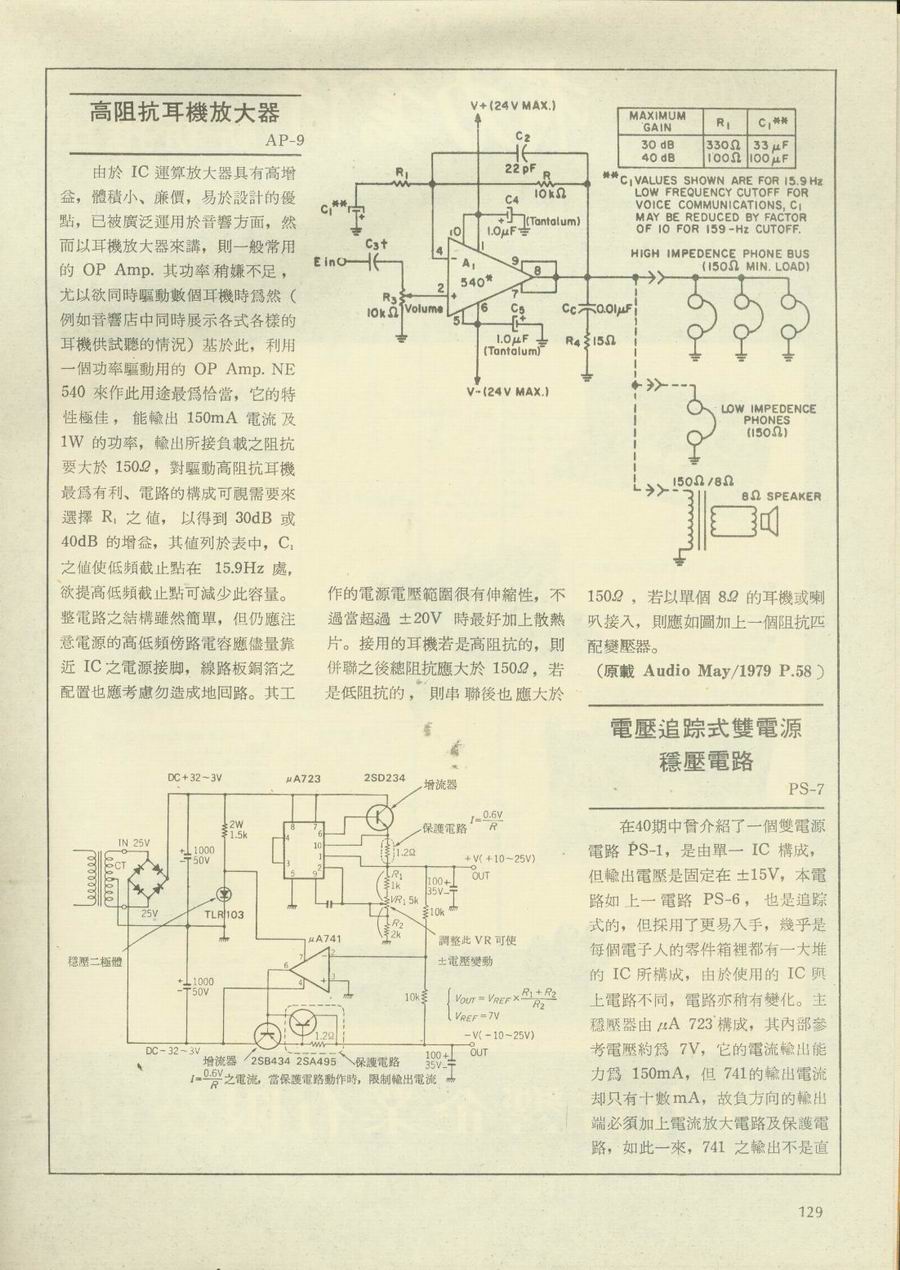 高阻抗耳機放大器
AP-9
由於 IC 運算放大器具有高增
益，體積小、廉價，易於設計的優
點，已被廣泛運用於音響方面，然
而以耳機放大器來講，則一般常用
的 OP Amp. 其功率稍嫌不足，
尤以欲同時驅動數個耳機時爲然（
例如音響店中同時展示各式各樣的
耳機供試聽的情況）基於此，利用
一個功率驅動用的 OP Amp. NE
540 來作此用途最爲恰當，它的特
性極佳，能輸出 150mA 電流及
1W 的功率，輸出所接負載之阻抗
要大於 150Ω，對驅動高阻抗耳機
最爲有利、電路的構成可視需要來
選擇 R₁ 之值，以得到 30dB 或
40dB 的增益，其值列於表中，C₁
之値使低頻截止點在 15.9Hz 處，
欲提高低頻截止點可減少此容量。
整電路之結構雖然簡單，但仍應注
意電源的高低頻傍路電容應儘量靠
近 IC 之電源接脚，線路板銅箔之
配置也應考慮勿造成地回路。其工
V+(24V MAX.)
C2
22pF
R1
R
10kΩ
C1**
C4
(Tantalum)
1.0μF
C3†
E in
R3
10kΩ
Volume
A1
540*
10
1
4
2
9
8
7
6
5
C5
1.0μF
(Tantalum)
CC
0.01μF
R4
15Ω
V-(24V MAX.)
MAXIMUM GAIN R1 C1**
30 dB 330Ω 33 μF
40 dB 100Ω 100μF
**C1 VALUES SHOWN ARE FOR 15.9Hz
LOW FREQUENCY CUTOFF FOR
VOICE COMMUNICATIONS, C1
MAY BE REDUCED BY FACTOR
OF 10 FOR 159-Hz CUTOFF.
HIGH IMPEDENCE PHONE BUS
(150Ω MIN. LOAD)
LOW IMPEDENCE
PHONES
(150Ω)
150Ω/8Ω
8Ω SPEAKER
作的電源電壓範圍很有伸縮性，不
過當超過 ±20V 時最好加上散熱
片。接用的耳機若是高阻抗的，則
併聯之後總阻抗應大於 150Ω，若
是低阻抗的，則串聯後也應大於
150Ω，若以單個 8Ω 的耳機或喇
叭接入，則應如圖加上一個阻抗匹
配變壓器。
（原載 Audio May/1979 P.58）
電壓追踪式雙電源
穩壓電路
PS-7
在40期中曾介紹了一個雙電源
電路 PS-1，是由單一 IC 構成，
但輸出電壓是固定在 ±15V，本電
路如上一電路 PS-6，也是追踪
式的，但採用了更易入手，幾乎是
每個電子人的零件箱裡都有一大堆
的 IC 所構成，由於使用的 IC 與
上電路不同，電路亦稍有變化。主
穩壓器由 μA 723 構成，其內部參
考電壓約爲 7V，它的電流輸出能
力爲 150mA，但 741的輸出電流
却只有十數mA，故負方向的輸出
端必須加上電流放大電路及保護電
路，如此一來，741 之輸出不是直
DC+32~3V
μA723
2SD234
增流器
保護電路 I=0.6V/R
2W
1.5k
IN 25V
CT
25V
1000
50V
TLR103
穩壓二極體
8
7
6
10
1
4
3
5
2
9
1.2Ω
R1
1k
VR1 5k
R2
2k
100
35V
+V(+10~25V)
OUT
10k
調整此 VR 可使
±電壓變動
μA741
7
2
6
4
3
1000
50V
10k
VOUT=VREF×R1+R2/R2
VREF=7V
1.2Ω
-V(-10~25V)
OUT
100
35V
DC-32~3V
增流器 2SB434 2SA495 保護電路
I=0.6V/R 之電流，當保護電路動作時，限制輸出電流
129